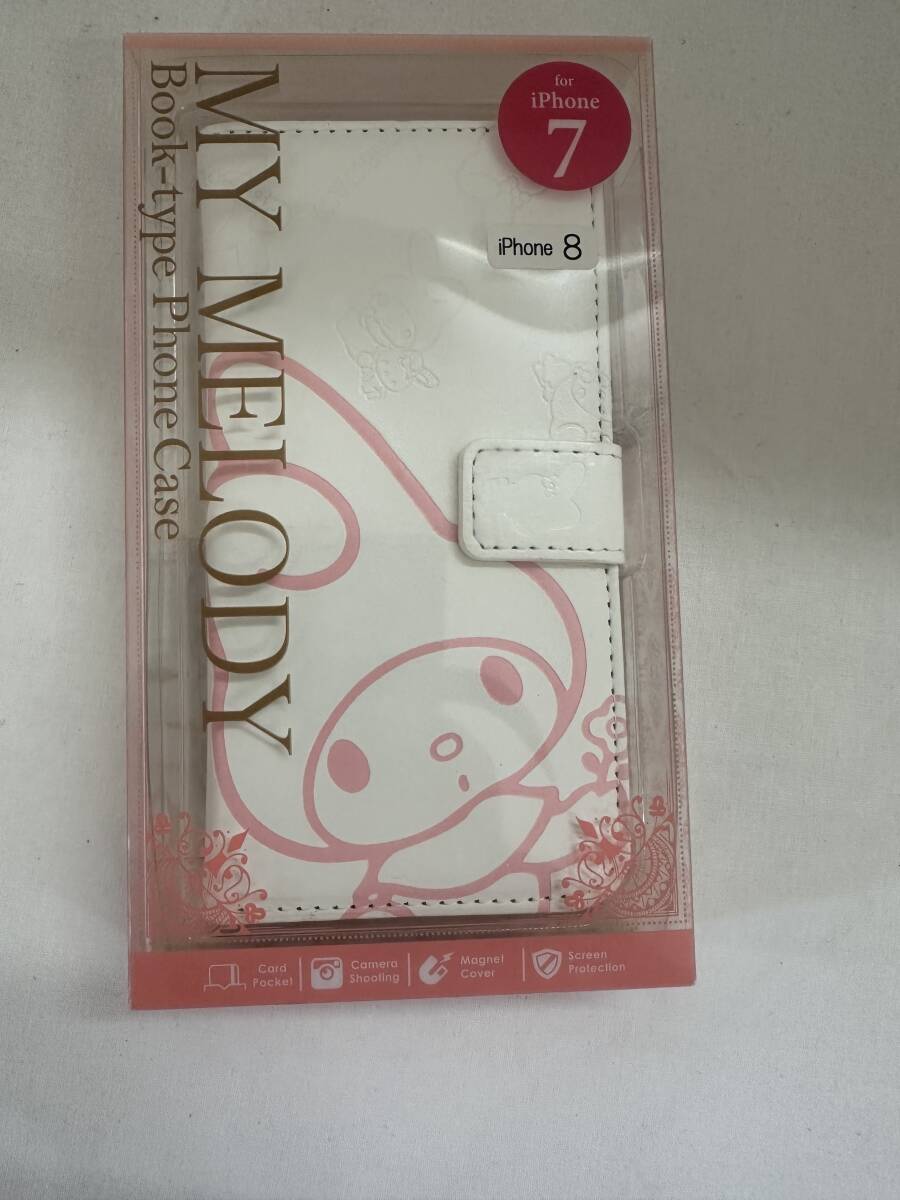 MY MELODY
Book-type Phone Case
for
iPhone
7
iPhone 8
Card
Pocket
Camera
Shooting
Magnet
Cover
Screen
Protection